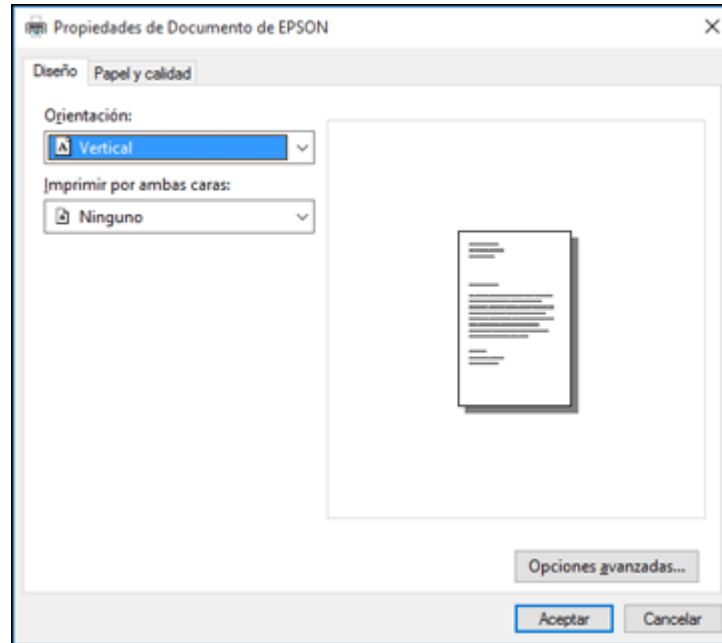 Propiedades de Documento de EPSON
Diseño Papel y calidad
Orientación:
Vertical
Imprimir por ambas caras:
Ninguno
Opciones avanzadas...
Aceptar Cancelar